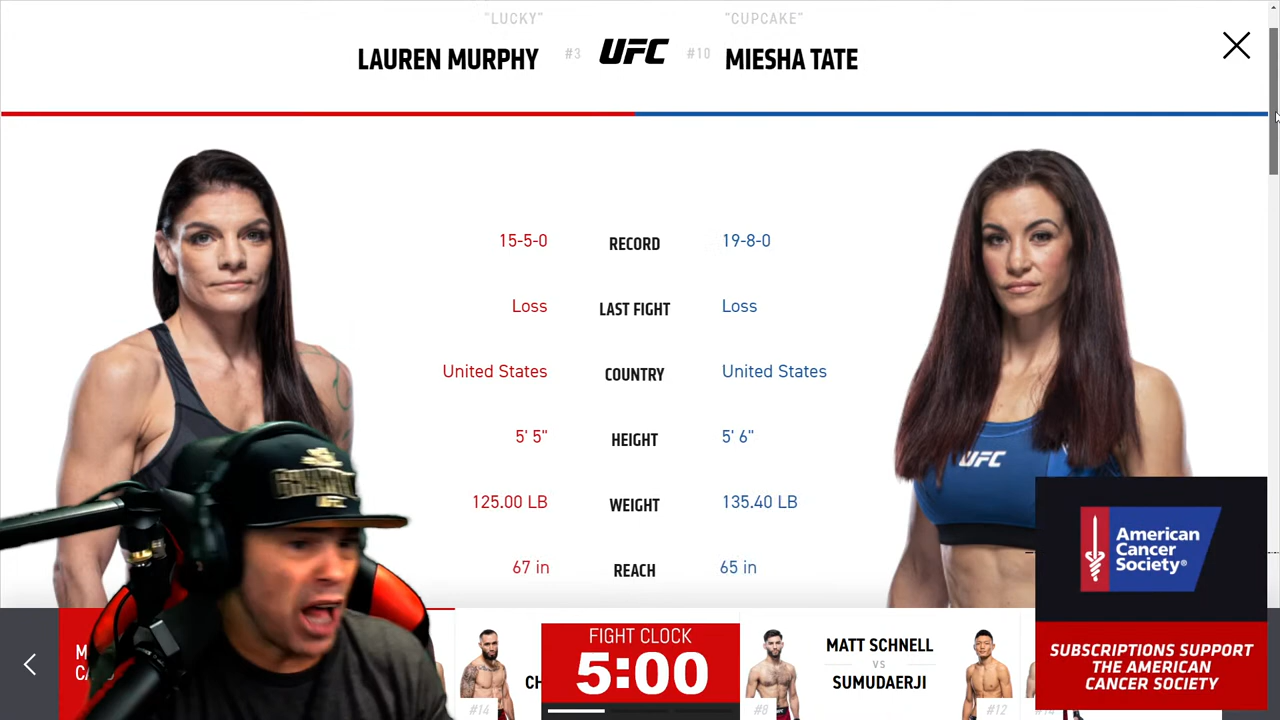 "LUCKY"
"CUPCAKE"
LAUREN MURPHY
#3
UFC
#10
MIESHA TATE
15-5-0
RECORD
19-8-0
Loss
LAST FIGHT
Loss
United States
COUNTRY
United States
5' 5"
HEIGHT
5' 6"
125.00 LB
WEIGHT
135.40 LB
67 in
REACH
65 in
UFC
UFC
American
Cancer
Society®
SUBSCRIPTIONS SUPPORT
THE AMERICAN
CANCER SOCIETY
FIGHT CLOCK
5:00
#14
MATT SCHNELL
VS
SUMUDAERJI
#8
#12
#14